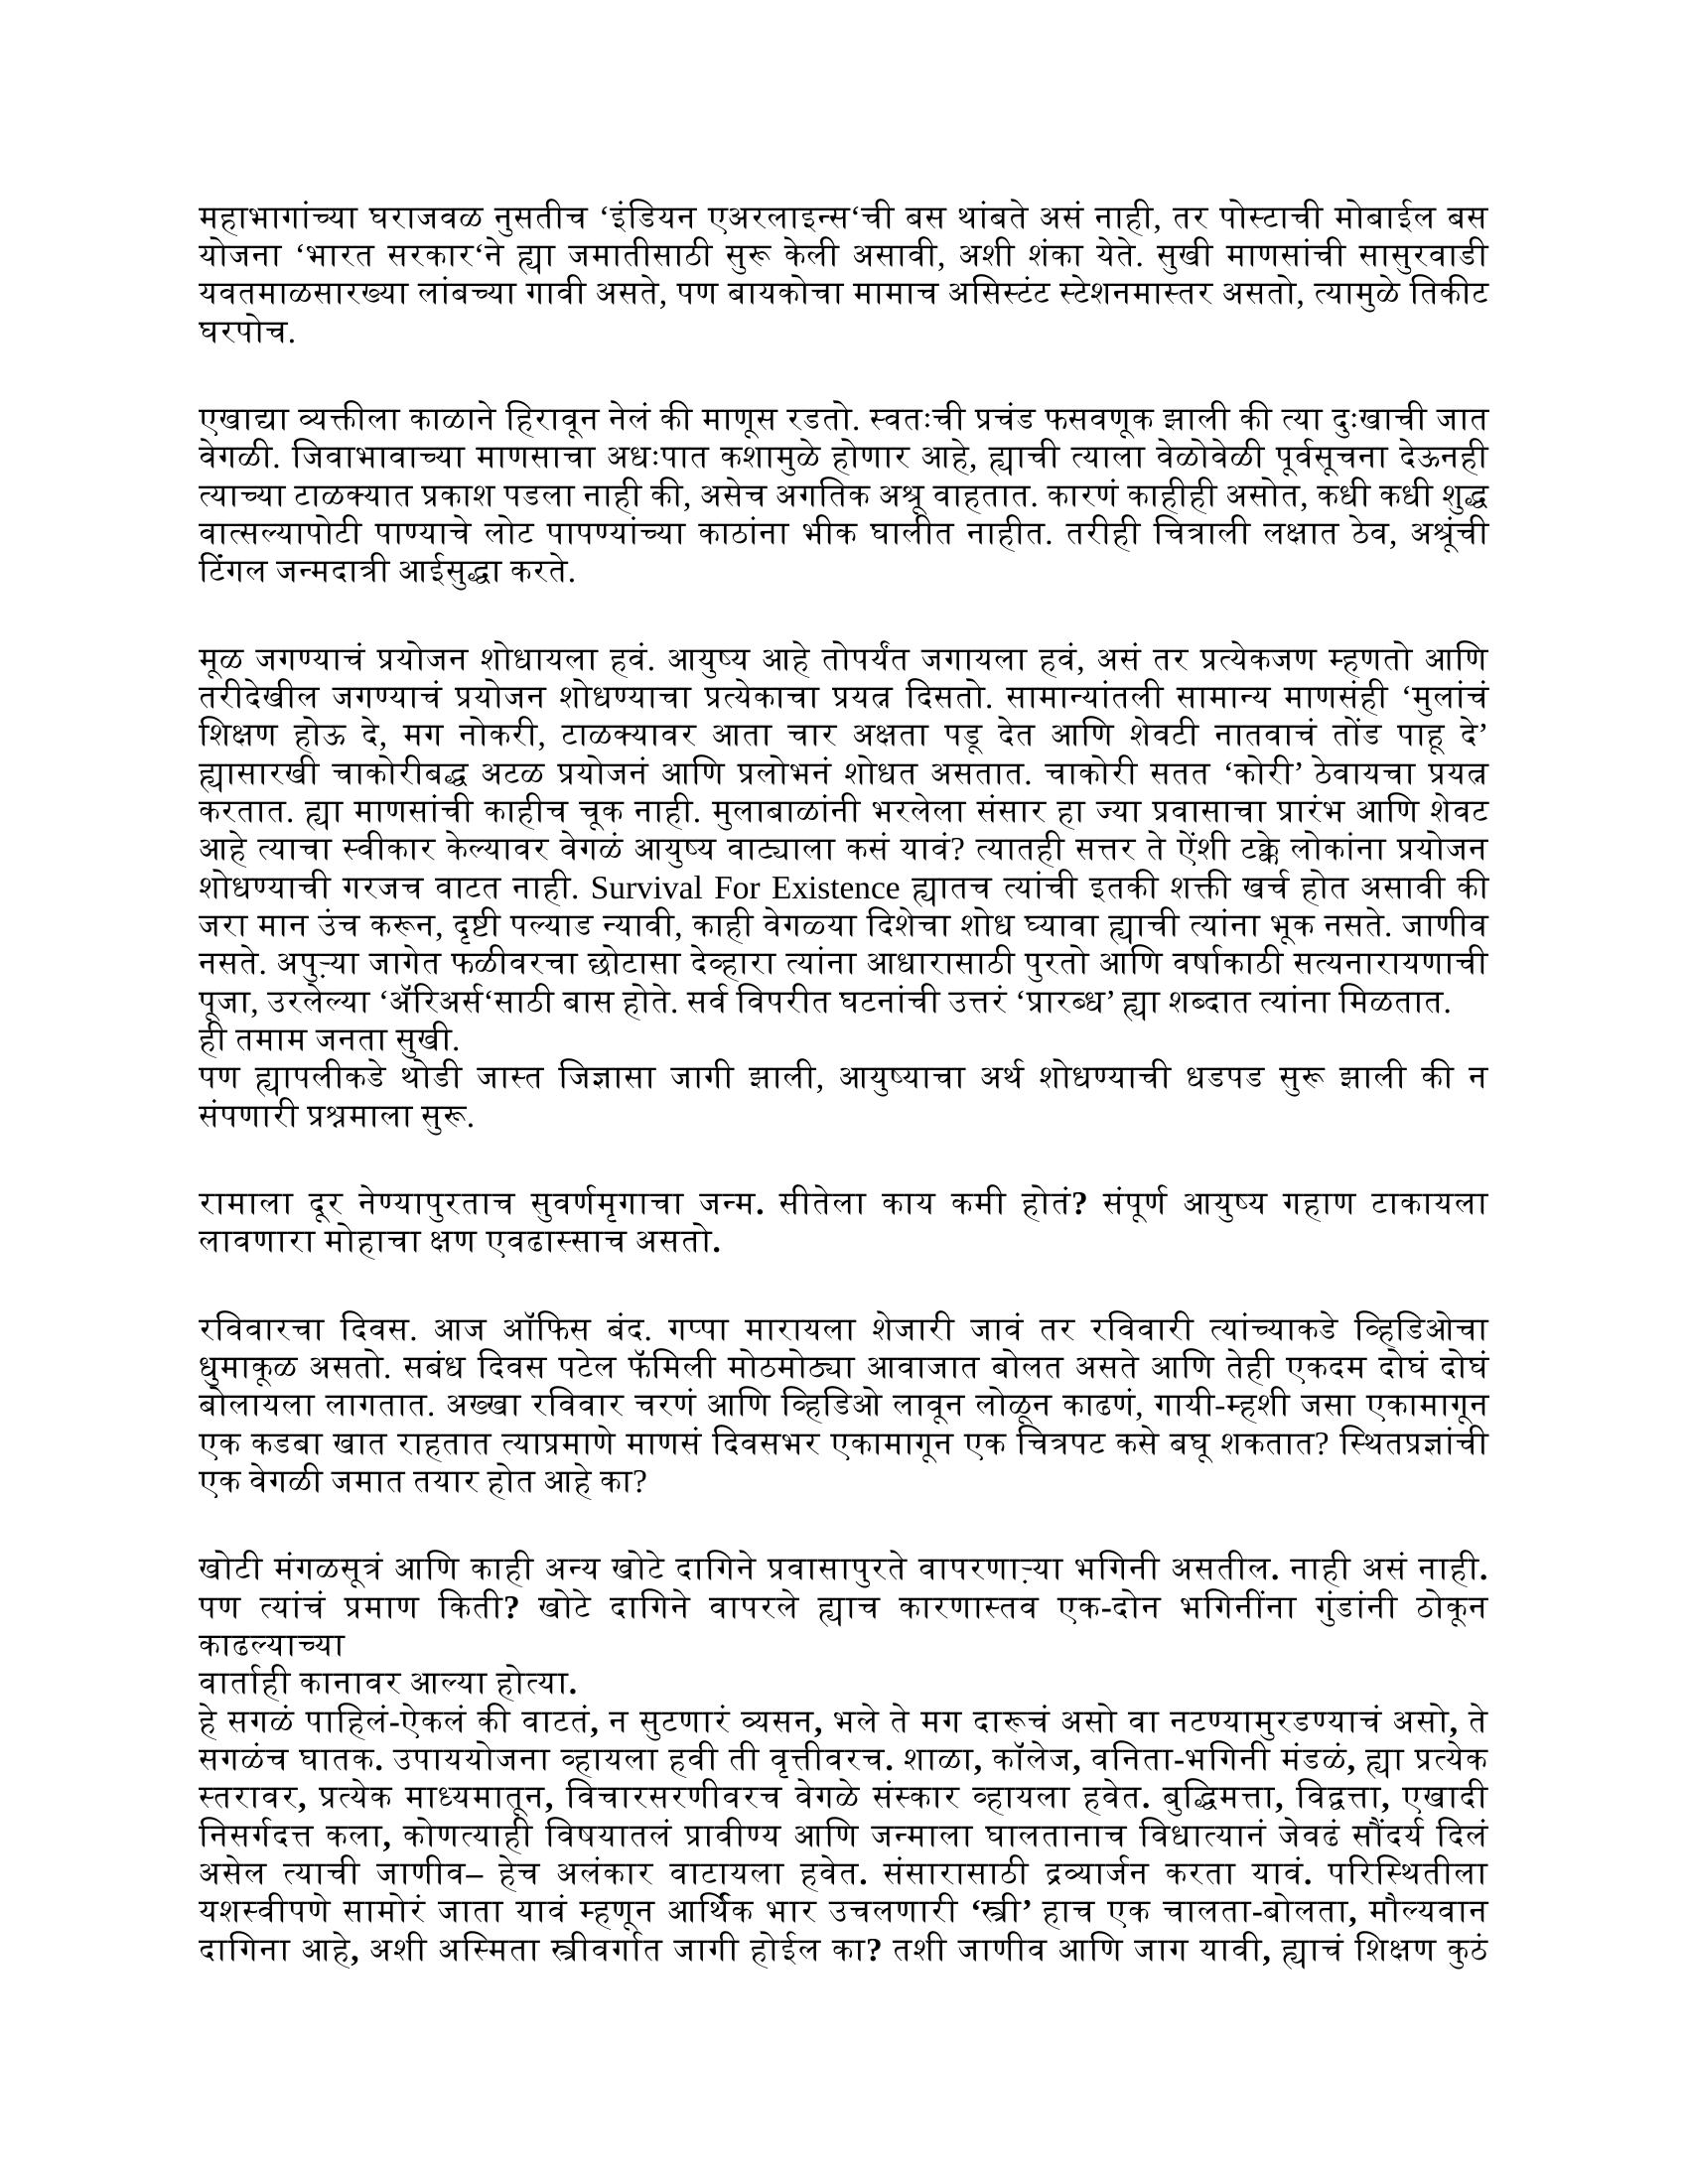 महाभागांच्या घराजवळ नुसतीच ‘इंडियन एअरलाइन्स‘ची बस थांबते असं नाही, तर पोस्टाची मोबाईल बस
योजना ‘भारत सरकार‘ने ह्या जमातीसाठी सुरू केली असावी, अशी शंका येते. सुखी माणसांची सासुरवाडी
यवतमाळसारख्या लांबच्या गावी असते, पण बायकोचा मामाच असिस्टंट स्टेशनमास्तर असतो, त्यामुळे तिकीट
घरपोच.
एखाद्या व्यक्तीला काळाने हिरावून नेलं की माणूस रडतो. स्वतःची प्रचंड फसवणूक झाली की त्या दुःखाची जात
वेगळी. जिवाभावाच्या माणसाचा अधःपात कशामुळे होणार आहे, ह्याची त्याला वेळोवेळी पूर्वसूचना देऊनही
त्याच्या टाळक्यात प्रकाश पडला नाही की, असेच अगतिक अश्रू वाहतात. कारणं काहीही असोत, कधी कधी शुद्ध
वात्सल्यापोटी पाण्याचे लोट पापण्यांच्या काठांना भीक घालीत नाहीत. तरीही चित्राली लक्षात ठेव, अश्रूंची
टिंगल जन्मदात्री आईसुद्धा करते.
मूळ जगण्याचं प्रयोजन शोधायला हवं. आयुष्य आहे तोपर्यंत जगायला हवं, असं तर प्रत्येकजण म्हणतो आणि
तरीदेखील जगण्याचं प्रयोजन शोधण्याचा प्रत्येकाचा प्रयत्न दिसतो. सामान्यांतली सामान्य माणसंही ‘मुलांचं
शिक्षण होऊ दे, मग नोकरी, टाळक्यावर आता चार अक्षता पडू देत आणि शेवटी नातवाचं तोंड पाहू दे’
ह्यासारखी चाकोरीबद्ध अटळ प्रयोजनं आणि प्रलोभनं शोधत असतात. चाकोरी सतत ‘कोरी’ ठेवायचा प्रयत्न
करतात. ह्या माणसांची काहीच चूक नाही. मुलाबाळांनी भरलेला संसार हा ज्या प्रवासाचा प्रारंभ आणि शेवट
आहे त्याचा स्वीकार केल्यावर वेगळं आयुष्य वाट्याला कसं यावं? त्यातही सत्तर ते ऐंशी टक्के लोकांना प्रयोजन
शोधण्याची गरजच वाटत नाही. Survival For Existence ह्यातच त्यांची इतकी शक्ती खर्च होत असावी की
जरा मान उंच करून, दृष्टी पल्याड न्यावी, काही वेगळ्या दिशेचा शोध घ्यावा ह्याची त्यांना भूक नसते. जाणीव
नसते. अपुऱ्या जागेत फळीवरचा छोटासा देव्हारा त्यांना आधारासाठी पुरतो आणि वर्षाकाठी सत्यनारायणाची
पूजा, उरलेल्या ‘ॲरिअर्स‘साठी बास होते. सर्व विपरीत घटनांची उत्तरं ‘प्रारब्ध’ ह्या शब्दात त्यांना मिळतात.
ही तमाम जनता सुखी.
पण ह्यापलीकडे थोडी जास्त जिज्ञासा जागी झाली, आयुष्याचा अर्थ शोधण्याची धडपड सुरू झाली की न
संपणारी प्रश्नमाला सुरू.
रामाला दूर नेण्यापुरताच सुवर्णमृगाचा जन्म. सीतेला काय कमी होतं? संपूर्ण आयुष्य गहाण टाकायला
लावणारा मोहाचा क्षण एवढास्साच असतो.
रविवारचा दिवस. आज ऑफिस बंद. गप्पा मारायला शेजारी जावं तर रविवारी त्यांच्याकडे व्हिडिओचा
धुमाकूळ असतो. सबंध दिवस पटेल फॅमिली मोठमोठ्या आवाजात बोलत असते आणि तेही एकदम दोघं दोघं
बोलायला लागतात. अख्खा रविवार चरणं आणि व्हिडिओ लावून लोळून काढणं, गायी-म्हशी जसा एकामागून
एक कडबा खात राहतात त्याप्रमाणे माणसं दिवसभर एकामागून एक चित्रपट कसे बघू शकतात? स्थितप्रज्ञांची
एक वेगळी जमात तयार होत आहे का?
खोटी मंगळसूत्रं आणि काही अन्य खोटे दागिने प्रवासापुरते वापरणाऱ्या भगिनी असतील. नाही असं नाही.
पण त्यांचं प्रमाण किती? खोटे दागिने वापरले ह्याच कारणास्तव एक-दोन भगिनींना गुंडांनी ठोकून
काढल्याच्या
वार्ताही कानावर आल्या होत्या.
हे सगळं पाहिलं-ऐकलं की वाटतं, न सुटणारं व्यसन, भले ते मग दारूचं असो वा नटण्यामुरडण्याचं असो, ते
सगळंच घातक. उपाययोजना व्हायला हवी ती वृत्तीवरच. शाळा, कॉलेज, वनिता-भगिनी मंडळं, ह्या प्रत्येक
स्तरावर, प्रत्येक माध्यमातून, विचारसरणीवरच वेगळे संस्कार व्हायला हवेत. बुद्धिमत्ता, विद्वत्ता, एखादी
निसर्गदत्त कला, कोणत्याही विषयातलं प्रावीण्य आणि जन्माला घालतानाच विधात्यानं जेवढं सौंदर्य दिलं
असेल त्याची जाणीव– हेच अलंकार वाटायला हवेत. संसारासाठी द्रव्यार्जन करता यावं. परिस्थितीला
यशस्वीपणे सामोरं जाता यावं म्हणून आर्थिक भार उचलणारी ‘स्त्री’ हाच एक चालता-बोलता, मौल्यवान
दागिना आहे, अशी अस्मिता स्त्रीवर्गात जागी होईल का? तशी जाणीव आणि जाग यावी, ह्याचं शिक्षण कुठं